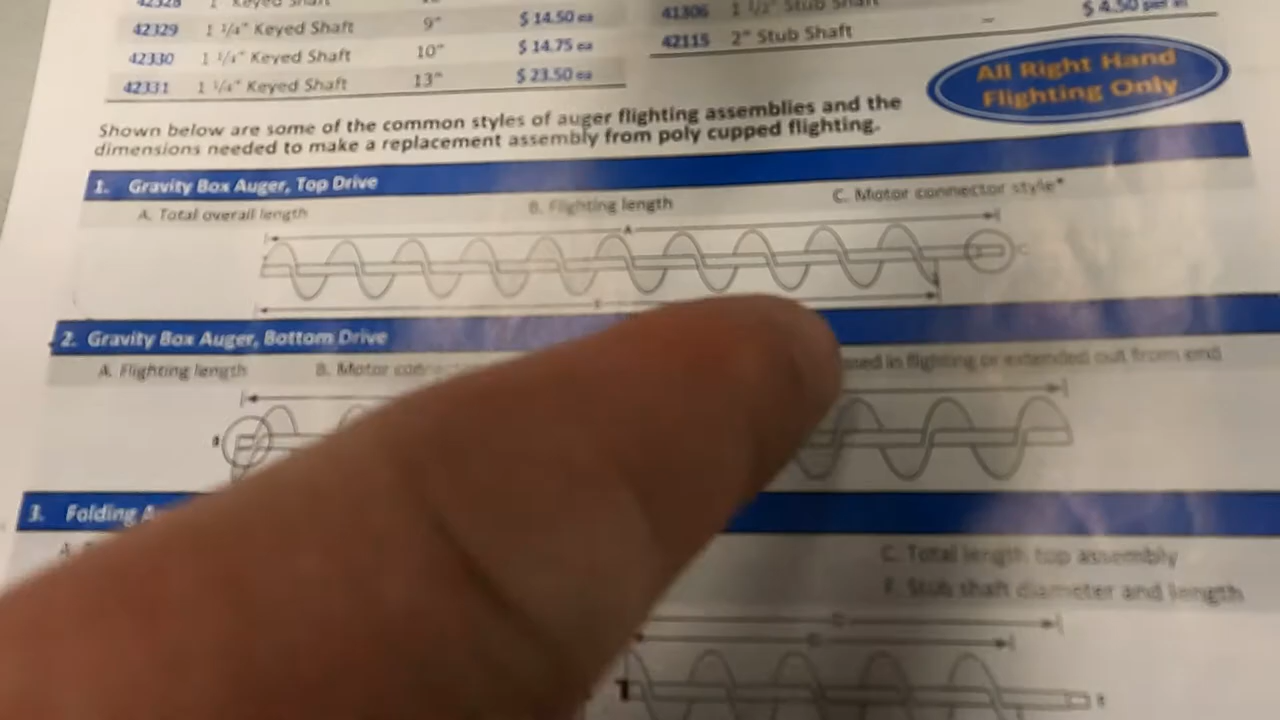 42328 1" Keyed Shaft
42329 1 1/4" Keyed Shaft 9" $ 14.50 ea
42330 1 1/4" Keyed Shaft 10" $ 14.75 ea
42331 1 1/4" Keyed Shaft 13" $ 23.50 ea
41306 1 1/2" Stub Shaft $ 4.50 per in
42115 2" Stub Shaft –
All Right Hand
Flighting Only
Shown below are some of the common styles of auger flighting assemblies and the
dimensions needed to make a replacement assembly from poly cupped flighting.
1. Gravity Box Auger, Top Drive
A. Total overall length B. Flighting length C. Motor connector style*
A
C
B
2. Gravity Box Auger, Bottom Drive
A. Flighting length B. Motor in flighting or extended out from end
B
3. Folding
A.
C. Total length top assembly
F. Stub shaft diameter and length